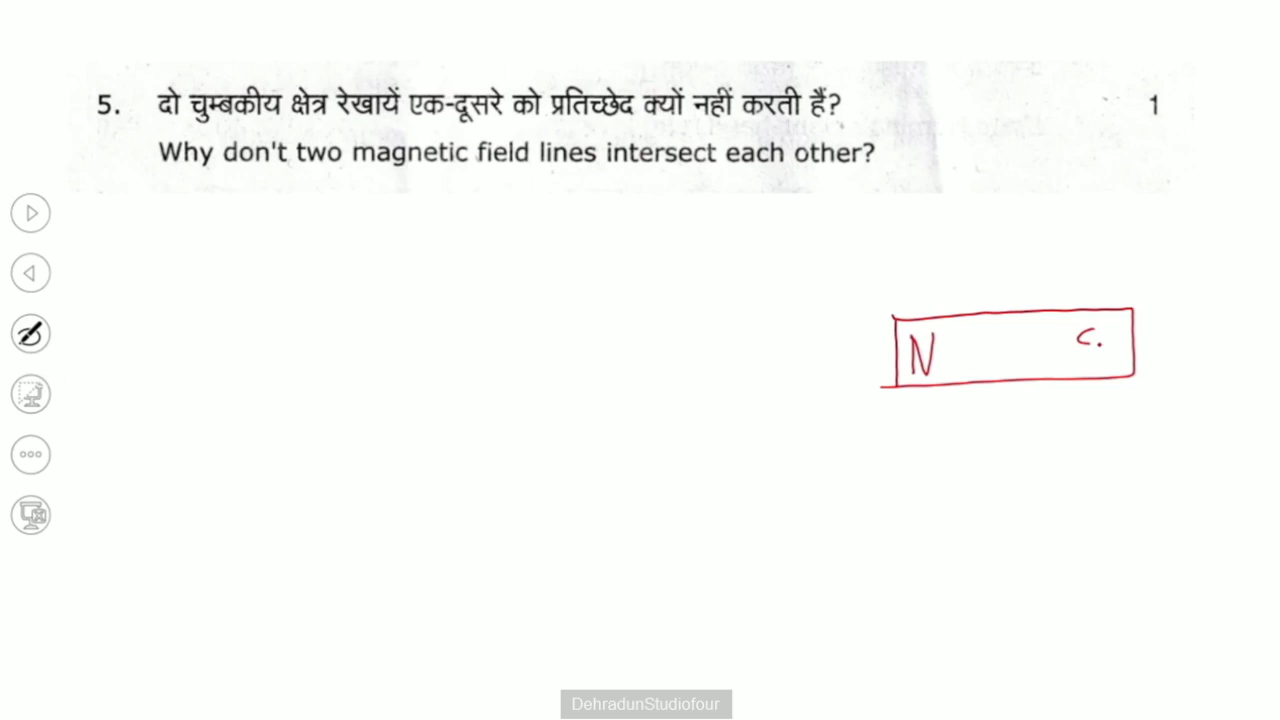 5. दो चुम्बकीय क्षेत्र रेखायें एक-दूसरे को प्रतिच्छेद क्यों नहीं करती हैं? 1
Why don't two magnetic field lines intersect each other?
N
DehradunStudiofour